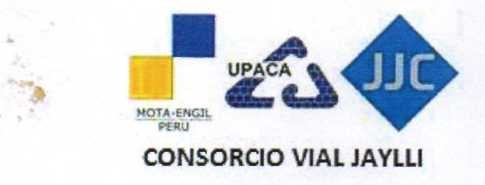 UPACA
JJC
MOTA-ENGIL
PERU
CONSORCIO VIAL JAYLLI